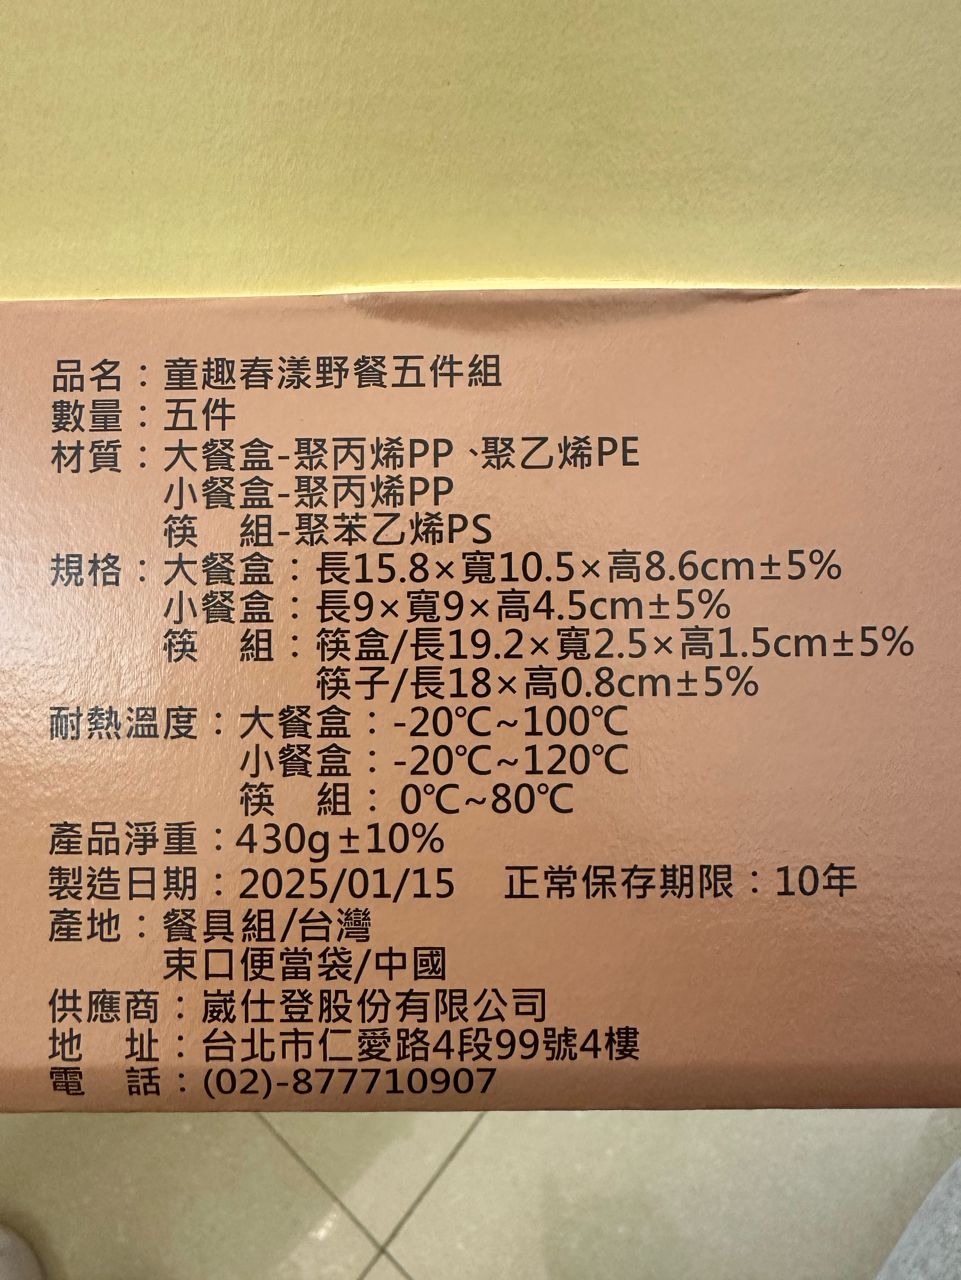 品名：童趣春漾野餐五件組
數量：五件
材質：大餐盒-聚丙烯PP、聚乙烯PE
小餐盒-聚丙烯PP
筷　組-聚苯乙烯PS
規格：大餐盒：長15.8×寬10.5×高8.6cm±5%
小餐盒：長9×寬9×高4.5cm±5%
筷　組：筷盒/長19.2×寬2.5×高1.5cm±5%
筷子/長18×高0.8cm±5%
耐熱溫度：大餐盒：-20℃~100℃
小餐盒：-20℃~120℃
筷　組： 0℃~80℃
產品淨重：430g±10%
製造日期：2025/01/15　正常保存期限：10年
產地：餐具組/台灣
束口便當袋/中國
供應商：崴仕登股份有限公司
地　址：台北市仁愛路4段99號4樓
電　話：(02)-877710907